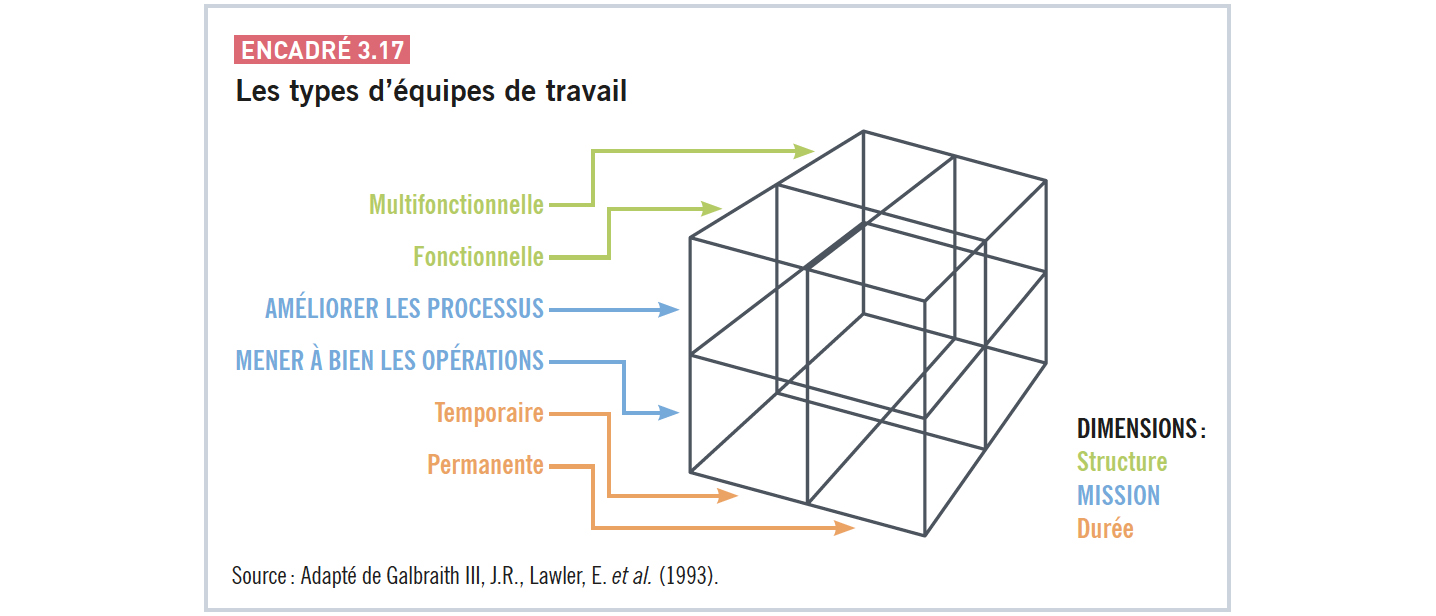 ENCADRÉ 3.17
Les types d’équipes de travail
Multifonctionnelle
Fonctionnelle
AMÉLIORER LES PROCESSUS
MENER À BIEN LES OPÉRATIONS
Temporaire
Permanente
DIMENSIONS :
Structure
MISSION
Durée
Source : Adapté de Galbraith III, J.R., Lawler, E. et al. (1993).